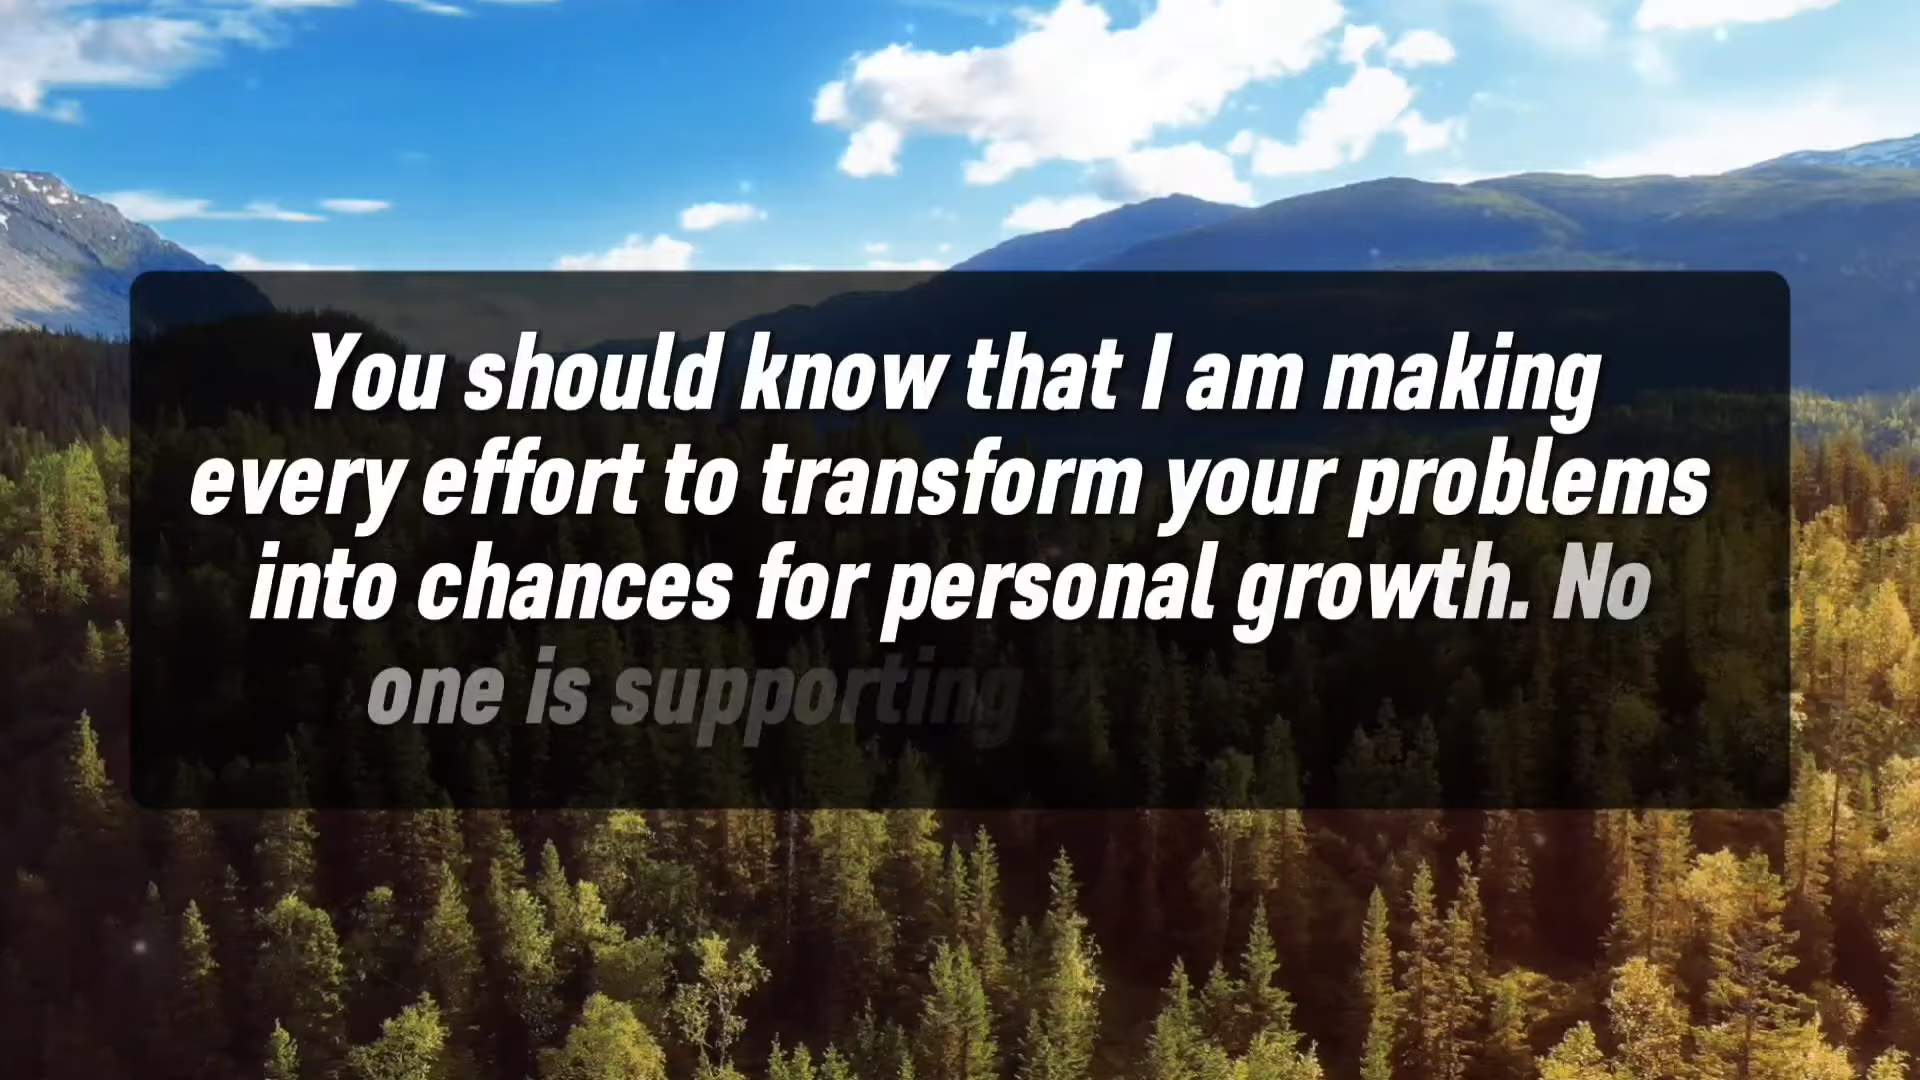 You should know that I am making
every effort to transform your problems
into chances for personal growth. No
one is supporting